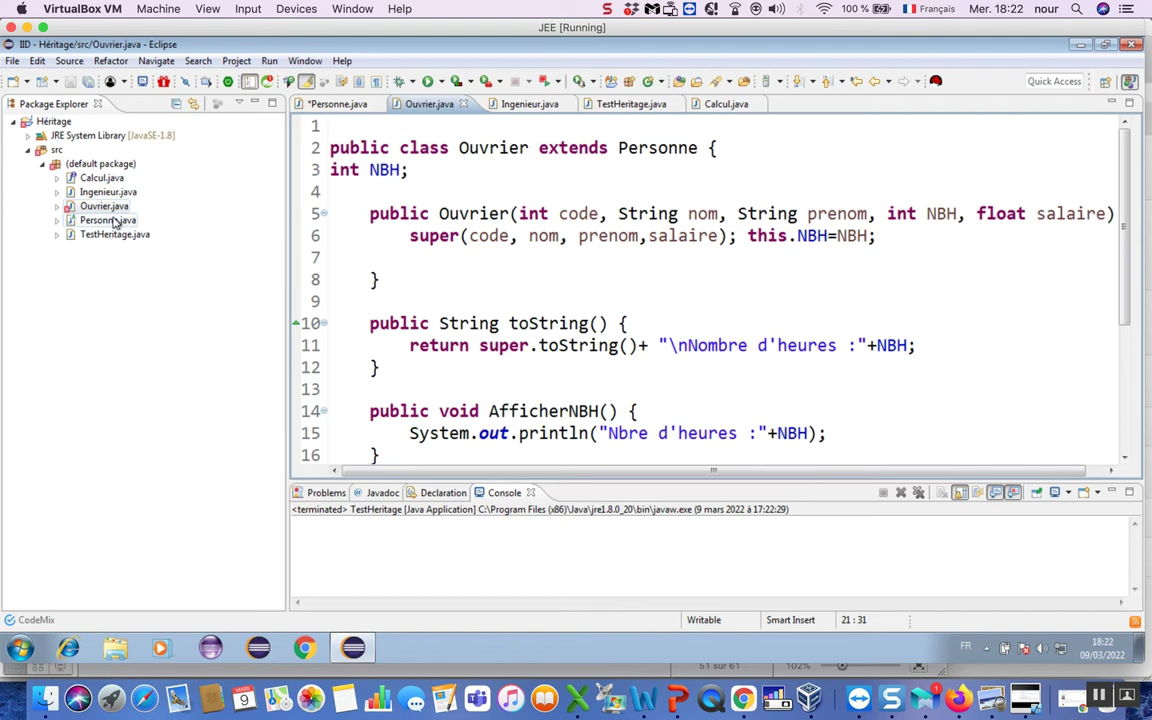 VirtualBox VM Machine View Input Devices Window Help 100 % Français Mer. 18:22 nour
JEE [Running]
IID - Héritage/src/Ouvrier.java - Eclipse
File Edit Source Refactor Navigate Search Project Run Window Help
Quick Access
Package Explorer
*Personne.java Ouvrier.java Ingenieur.java TestHeritage.java Calcul.java
Héritage
JRE System Library [JavaSE-1.8]
src
(default package)
Calcul.java
Ingenieur.java
Ouvrier.java
Personne.java
TestHeritage.java
1
2 public class Ouvrier extends Personne {
3 int NBH;
4
5 public Ouvrier(int code, String nom, String prenom, int NBH, float salaire)
6 super(code, nom, prenom,salaire); this.NBH=NBH;
7
8 }
9
10 public String toString() {
11 return super.toString()+ "\nNombre d'heures :"+NBH;
12 }
13
14 public void AfficherNBH() {
15 System.out.println("Nbre d'heures :"+NBH);
16 }
Problems Javadoc Declaration Console
<terminated> TestHeritage [Java Application] C:\Program Files (x86)\Java\jre1.8.0_20\bin\javaw.exe (9 mars 2022 à 17:22:29)
CodeMix Writable Smart Insert 21 : 31
FR 18:22
09/03/2022
51 sur 61 102%